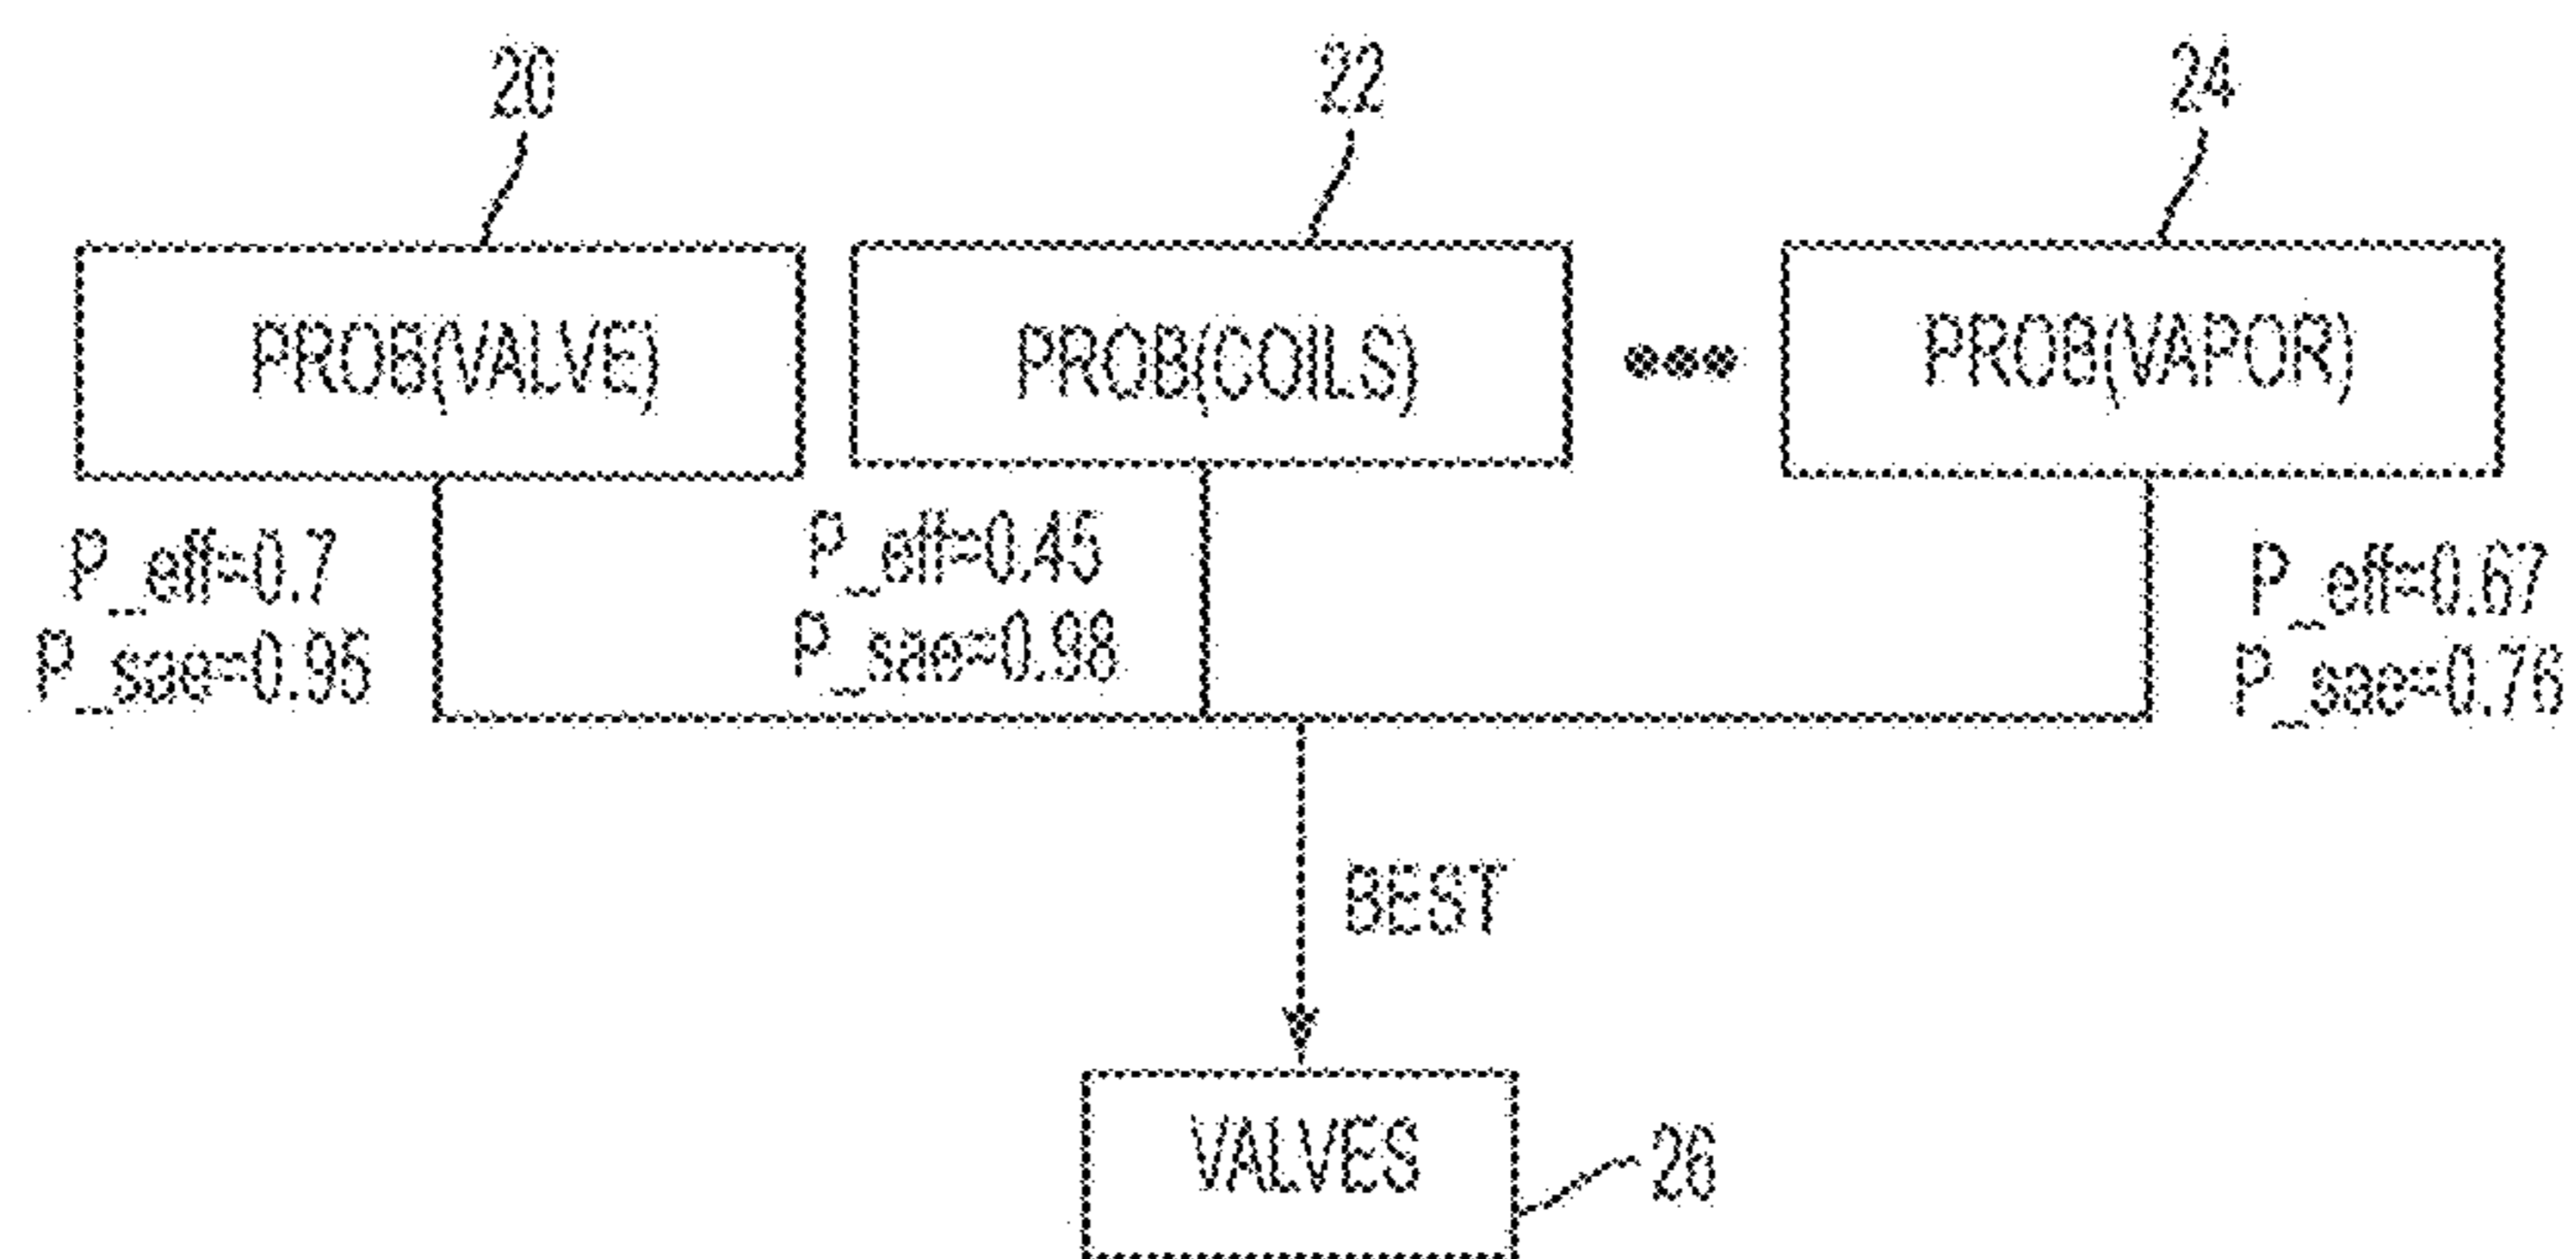 20
22
24
PROB(VALVE)
PROB(COILS)
PROB(VAPOR)
P_eff=0.7
P_sae=0.95
P_eff=0.45
P_sae=0.98
P_eff=0.67
P_sae=0.76
BEST
VALVES
26